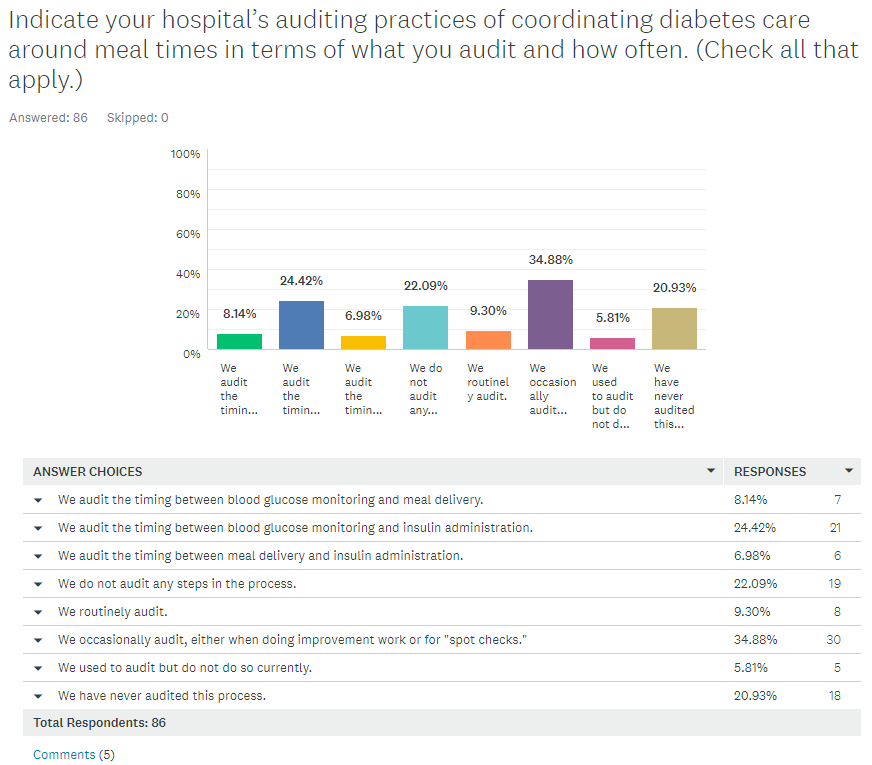 Indicate your hospital’s auditing practices of coordinating diabetes care
around meal times in terms of what you audit and how often. (Check all that
apply.)
Answered: 86 Skipped: 0
100%
80%
60%
40%
20%
0%
8.14%
24.42%
6.98%
22.09%
9.30%
34.88%
5.81%
20.93%
We
audit
the
timin...
We
audit
the
timin...
We
audit
the
timin...
We do
not
audit
any...
We
routinel
y audit.
We
occasion
ally
audit...
We
used
to audit
but do
not d...
We
have
never
audited
this...
ANSWER CHOICES RESPONSES
We audit the timing between blood glucose monitoring and meal delivery. 8.14% 7
We audit the timing between blood glucose monitoring and insulin administration. 24.42% 21
We audit the timing between meal delivery and insulin administration. 6.98% 6
We do not audit any steps in the process. 22.09% 19
We routinely audit. 9.30% 8
We occasionally audit, either when doing improvement work or for "spot checks." 34.88% 30
We used to audit but do not do so currently. 5.81% 5
We have never audited this process. 20.93% 18
Total Respondents: 86
Comments (5)